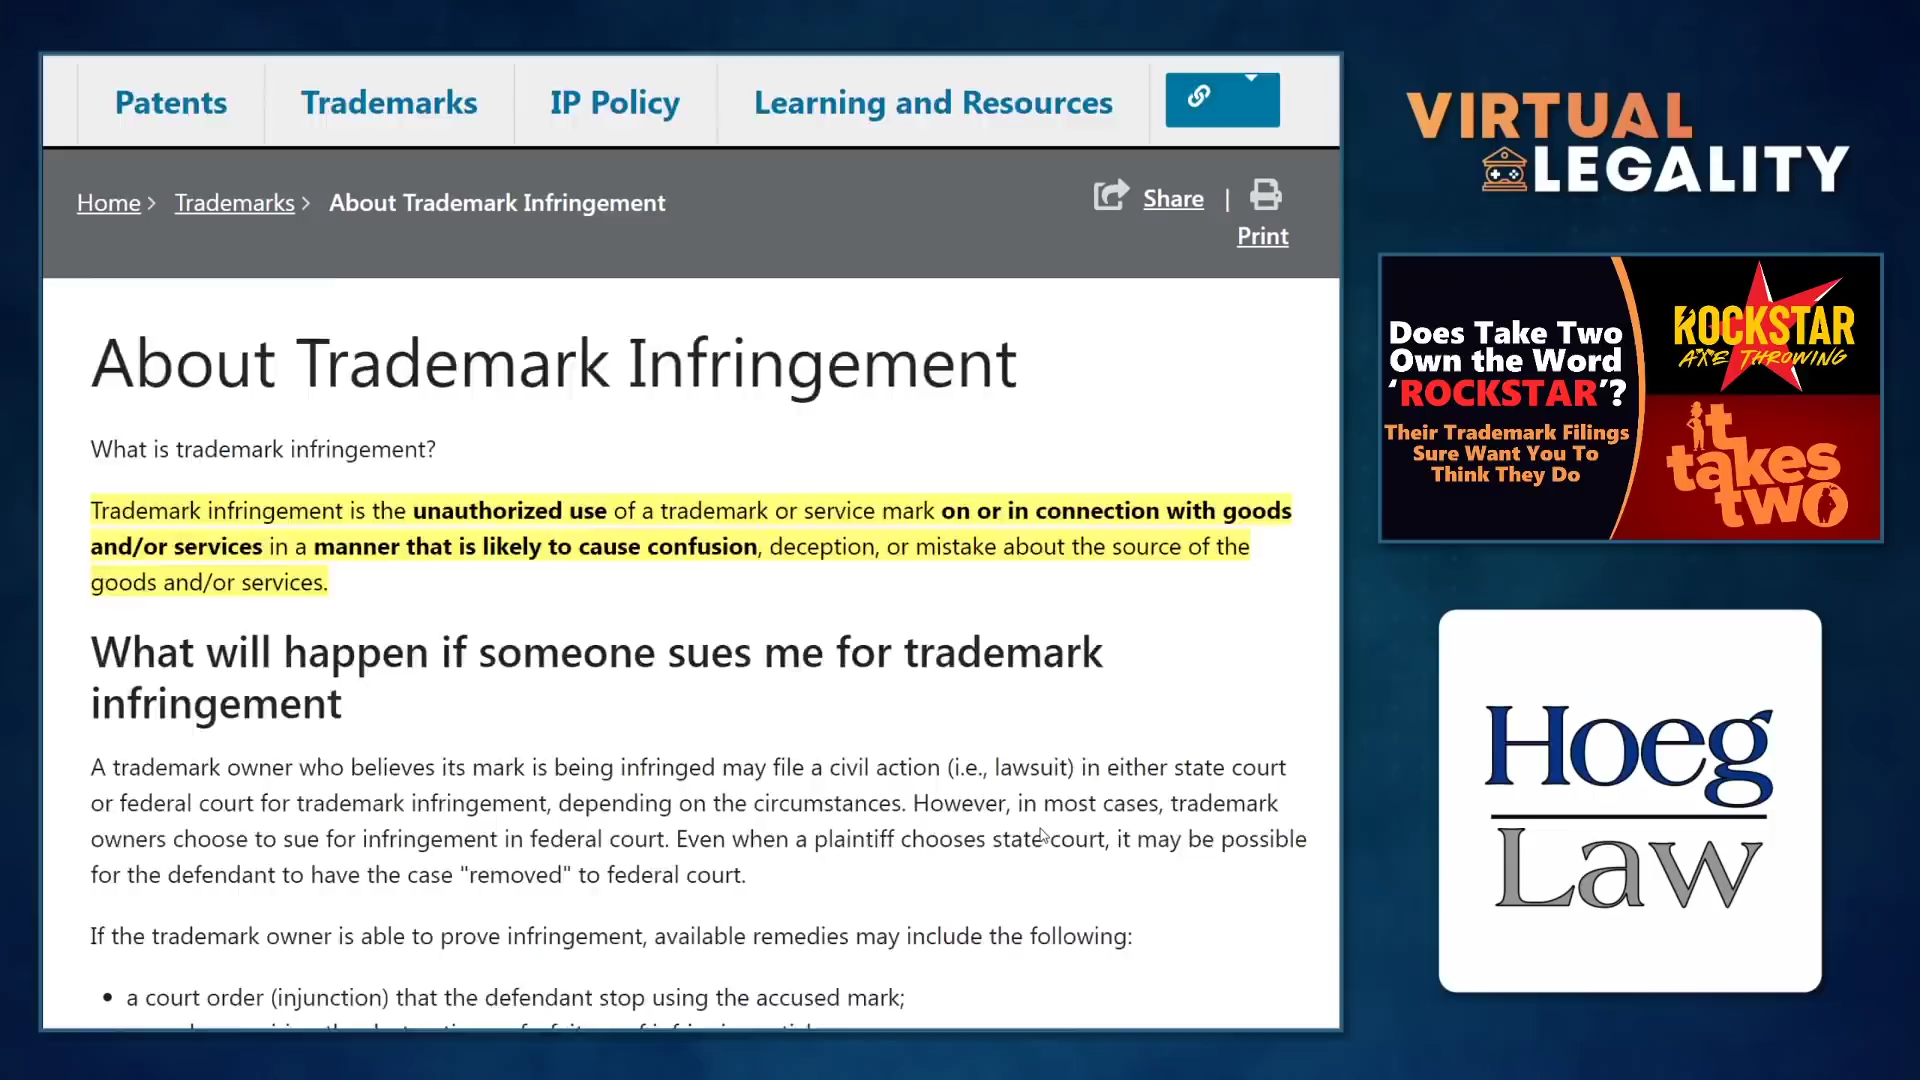 Patents
Trademarks
IP Policy
Learning and Resources
Home
Trademarks
About Trademark Infringement
Share
|
Print
About Trademark Infringement
What is trademark infringement?
Trademark infringement is the unauthorized use of a trademark or service mark on or in connection with goods
and/or services in a manner that is likely to cause confusion, deception, or mistake about the source of the
goods and/or services.
What will happen if someone sues me for trademark
infringement
A trademark owner who believes its mark is being infringed may file a civil action (i.e., lawsuit) in either state court
or federal court for trademark infringement, depending on the circumstances. However, in most cases, trademark
owners choose to sue for infringement in federal court. Even when a plaintiff chooses state court, it may be possible
for the defendant to have the case "removed" to federal court.
If the trademark owner is able to prove infringement, available remedies may include the following:
• a court order (injunction) that the defendant stop using the accused mark;
VIRTUAL
LEGALITY
Does Take Two
Own the Word
‘ROCKSTAR’?
Their Trademark Filings
Sure Want You To
Think They Do
ROCKSTAR
AXE THROWING
it
takes
two
Hoeg
Law